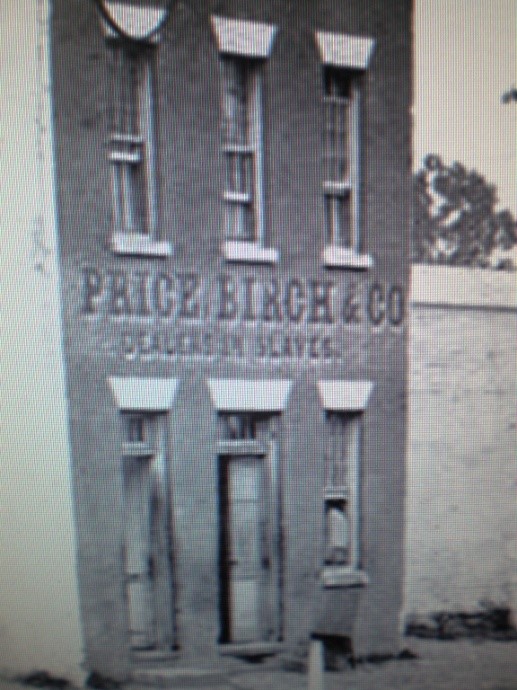 PRICE, BIRCH & CO
DEALERS IN SLAVES.